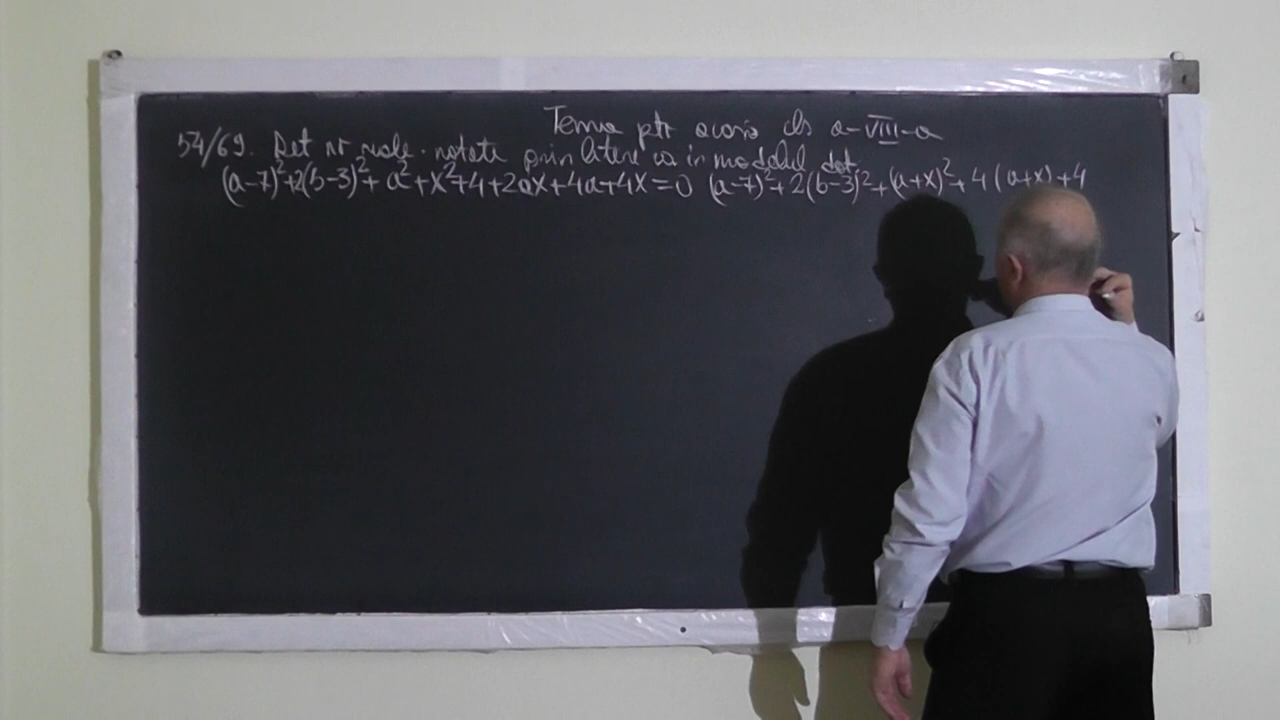 Tema ptr acasă cls a-VIII-a
54/69. Det nr reale notate prin litere ca in modelul dat.
(a-7)²+2(b-3)²+a²+x²+4+2ax+4a+4x=0 (a-7)²+2(b-3)²+(a+x)²+4(a+x)+4